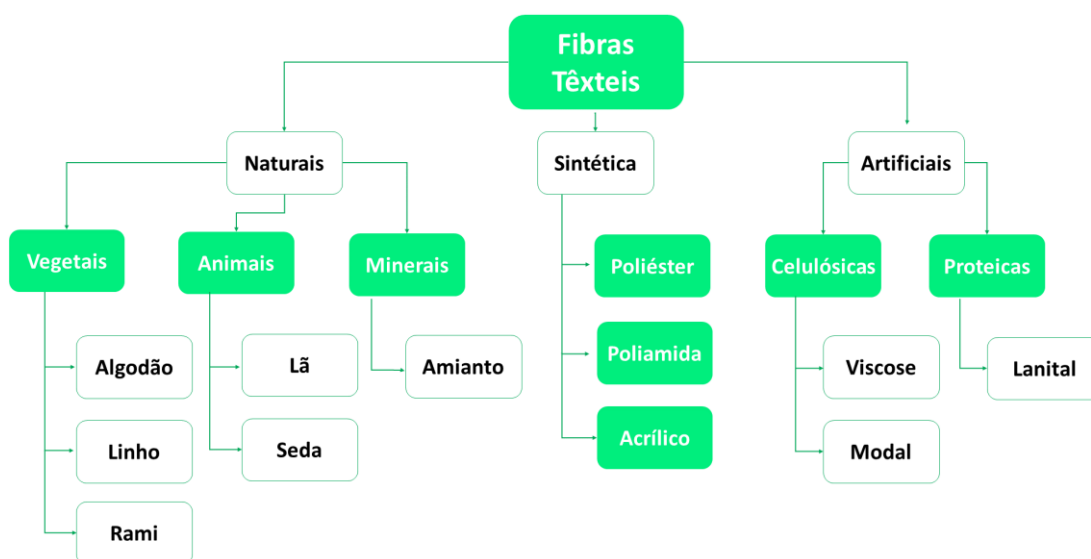 Fibras
Têxteis
Naturais
Sintética
Artificiais
Vegetais
Animais
Minerais
Poliéster
Celulósicas
Proteicas
Algodão
Lã
Amianto
Poliamida
Viscose
Lanital
Linho
Seda
Acrílico
Modal
Rami